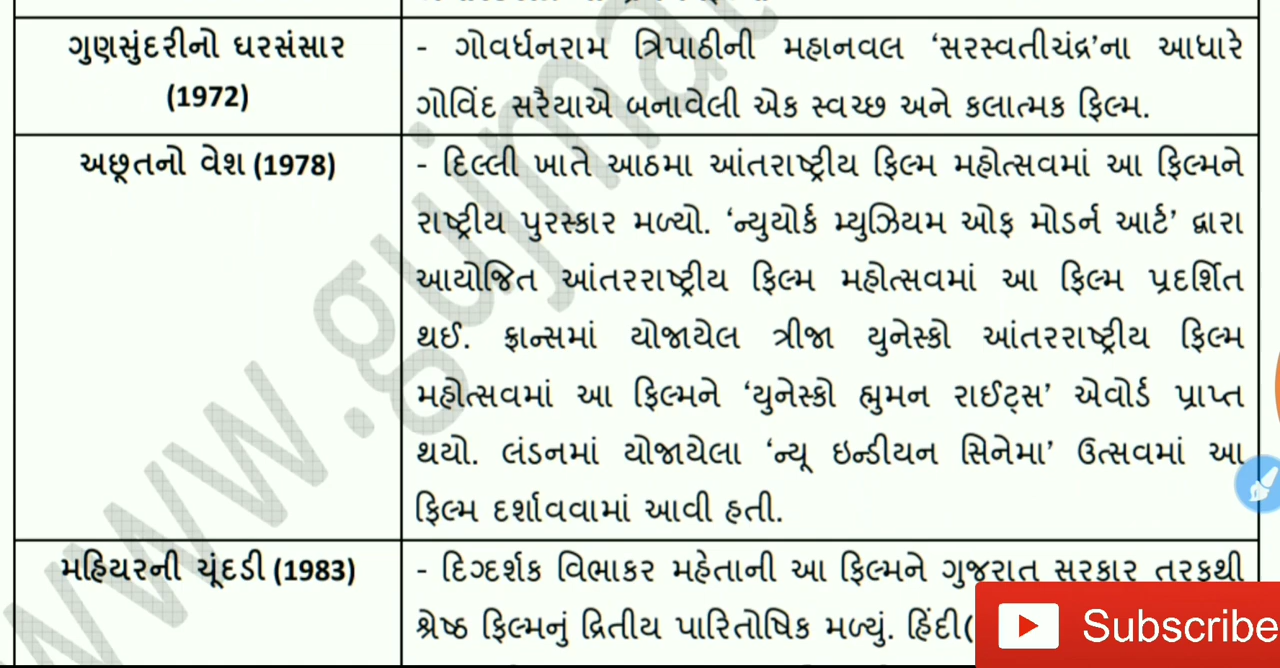 ગુણસુંદરીનો ઘરસંસાર
(1972)
- ગોવર્ધનરામ ત્રિપાઠીની મહાનવલ ‘સરસ્વતીચંદ્ર’ના આધારે
ગોવિંદ સરૈયાએ બનાવેલી એક સ્વચ્છ અને કલાત્મક ફિલ્મ.
અછૂતનો વેશ (1978)
- દિલ્લી ખાતે આઠમા આંતરાષ્ટ્રીય ફિલ્મ મહોત્સવમાં આ ફિલ્મને
રાષ્ટ્રીય પુરસ્કાર મળ્યો. ‘ન્યુયોર્ક મ્યુઝિયમ ઓફ મોડર્ન આર્ટ’ દ્વારા
આયોજિત આંતરરાષ્ટ્રીય ફિલ્મ મહોત્સવમાં આ ફિલ્મ પ્રદર્શિત
થઈ. ફ્રાન્સમાં યોજાયેલ ત્રીજા યુનેસ્કો આંતરરાષ્ટ્રીય ફિલ્મ
મહોત્સવમાં આ ફિલ્મને ‘યુનેસ્કો હ્યુમન રાઈટ્સ’ એવોર્ડ પ્રાપ્ત
થયો. લંડનમાં યોજાયેલા ‘ન્યૂ ઇન્ડીયન સિનેમા’ ઉત્સવમાં આ
ફિલ્મ દર્શાવવામાં આવી હતી.
મહિયરની ચૂંદડી (1983)
- દિગ્દર્શક વિભાકર મહેતાની આ ફિલ્મને ગુજરાત સરકાર તરફથી
શ્રેષ્ઠ ફિલ્મનું દ્રિતીય પારિતોષિક મળ્યું. હિંદી(
Subscribe
www.gujmat